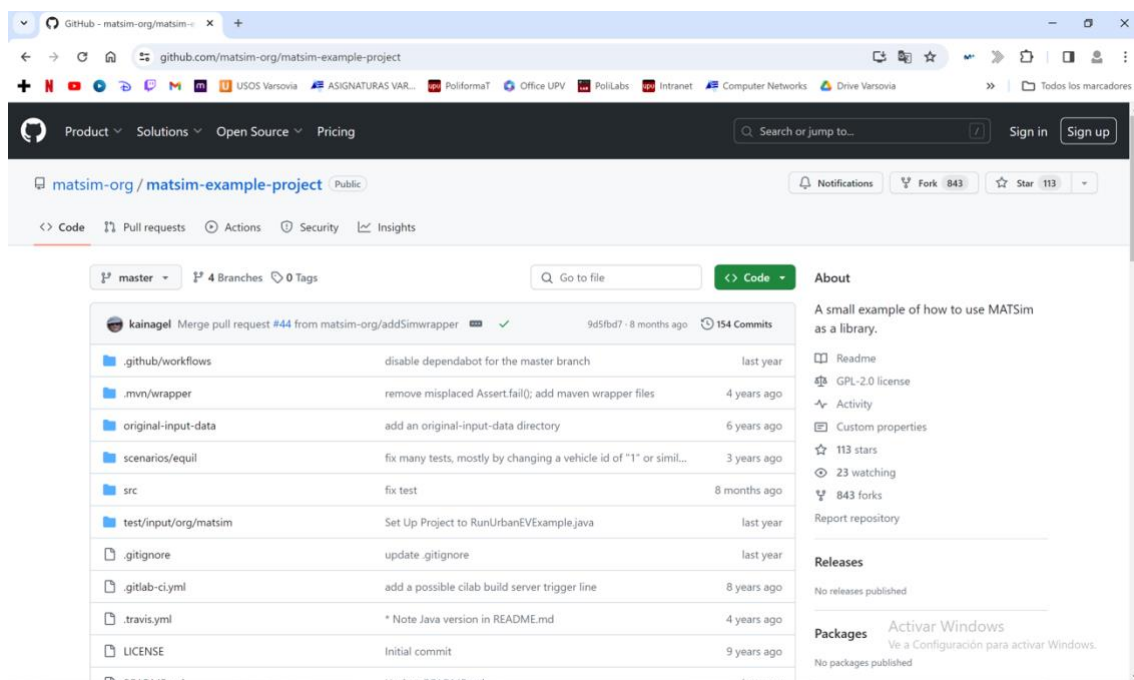 GitHub - matsim-org/matsim-e
github.com/matsim-org/matsim-example-project
USOS Varsovia ASIGNATURAS VAR... PoliformaT Office UPV PoliLabs Intranet Computer Networks Drive Varsovia » Todos los marcadores
Product Solutions Open Source Pricing Search or jump to... / Sign in Sign up
matsim-org / matsim-example-project Public Notifications Fork 843 Star 113
<> Code Pull requests Actions Security Insights
master 4 Branches 0 Tags Go to file <> Code
kainagel Merge pull request #44 from matsim-org/addSimwrapper 9d5fbd7 · 8 months ago 154 Commits
.github/workflows disable dependabot for the master branch last year
.mvn/wrapper remove misplaced Assert.fail(); add maven wrapper files 4 years ago
original-input-data add an original-input-data directory 6 years ago
scenarios/equil fix many tests, mostly by changing a vehicle id of "1" or simil... 3 years ago
src fix test 8 months ago
test/input/org/matsim Set Up Project to RunUrbanEVExample.java last year
.gitignore update .gitignore last year
.gitlab-ci.yml add a possible cilab build server trigger line 8 years ago
.travis.yml * Note Java version in README.md 4 years ago
LICENSE Initial commit 9 years ago
About
A small example of how to use MATSim
as a library.
Readme
GPL-2.0 license
Activity
Custom properties
113 stars
23 watching
843 forks
Report repository
Releases
No releases published
Packages
No packages published
Activar Windows
Ve a Configuración para activar Windows.